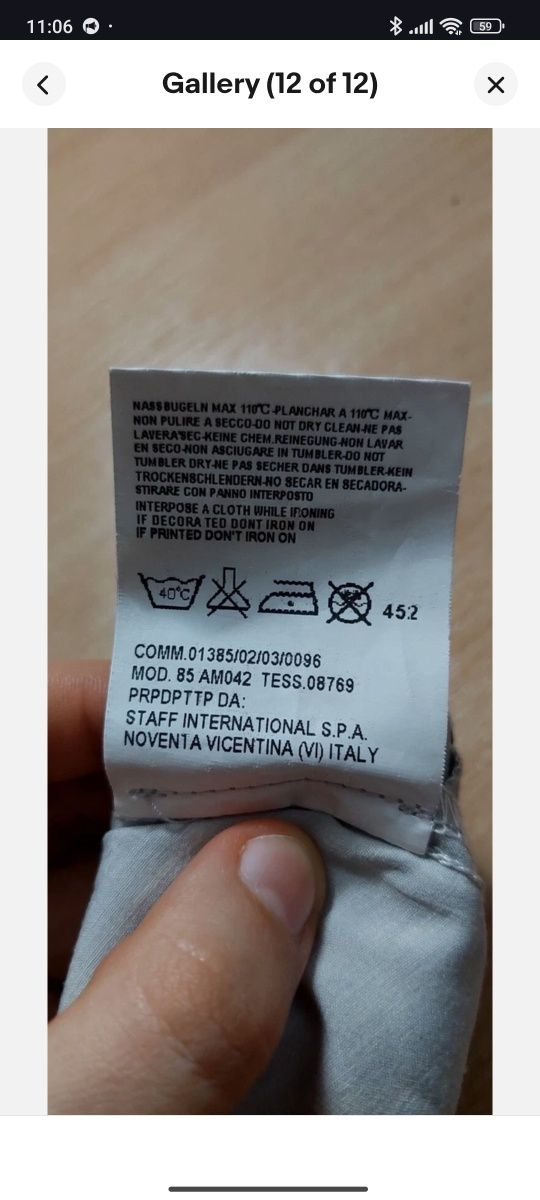 11:06
59
Gallery (12 of 12)
NASSBUGELN MAX 110°C-PLANCHAR A 110°C MAX-
NON PULIRE A SECCO-DO NOT DRY CLEAN-NE PAS
LAVERA'SEC-KEINE CHEM.REINEGUNG-NON LAVAR
EN SECO-NON ASCIUGARE IN TUMBLER-DO NOT
TUMBLER DRY-NE PAS SECHER DANS TUMBLER-KEIN
TROCKENSCHLENDERN-NO SECAR EN SECADORA-
STIRARE CON PANNO INTERPOSTO
INTERPOSE A CLOTH WHILE IRONING
IF DECORA TED DONT IRON ON
IF PRINTED DON'T IRON ON
40°C
452
COMM.01385/02/03/0096
MOD. 85 AM042 TESS.08769
PRPDPTTP DA:
STAFF INTERNATIONAL S.P.A.
NOVENTA VICENTINA (VI) ITALY